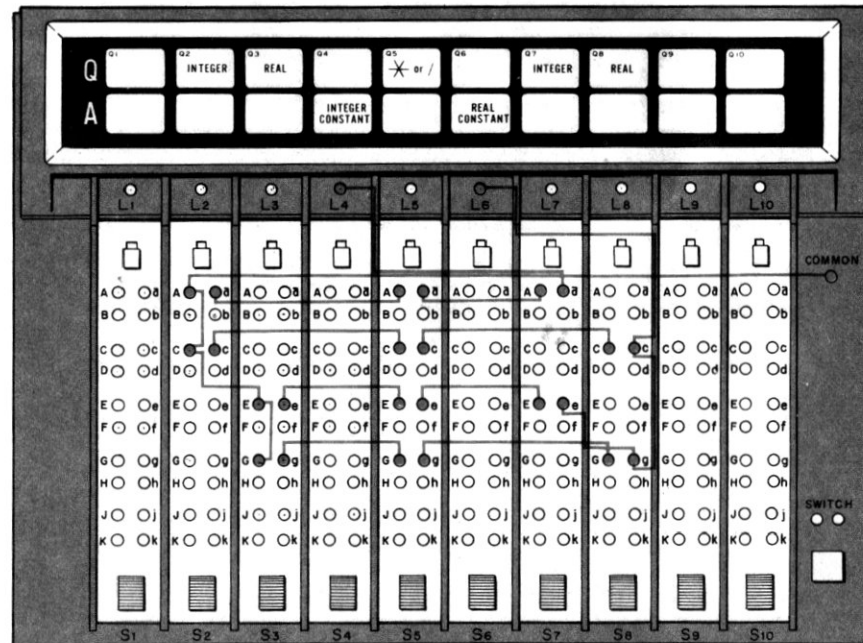 Q Q1 Q2 INTEGER Q3 REAL Q4 Q5 * or / Q6 Q7 INTEGER Q8 REAL Q9 Q10
A INTEGER CONSTANT REAL CONSTANT
L1 L2 L3 L4 L5 L6 L7 L8 L9 L10
COMMON
A a A a A a A a A a A a A a A a A a A a
B b B b B b B b B b B b B b B b B b B b
C c C c C c C c C c C c C c C c C c C c
D d D d D d D d D d D d D d D d D d D d
E e E e E e E e E e E e E e E e E e E e
F f F f F f F f F f F f F f F f F f F f
G g G g G g G g G g G g G g G g G g G g
H h H h H h H h H h H h H h H h H h H h
SWITCH
J j J j J j J j J j J j J j J j J j J j
K k K k K k K k K k K k K k K k K k K k
S1 S2 S3 S4 S5 S6 S7 S8 S9 S10